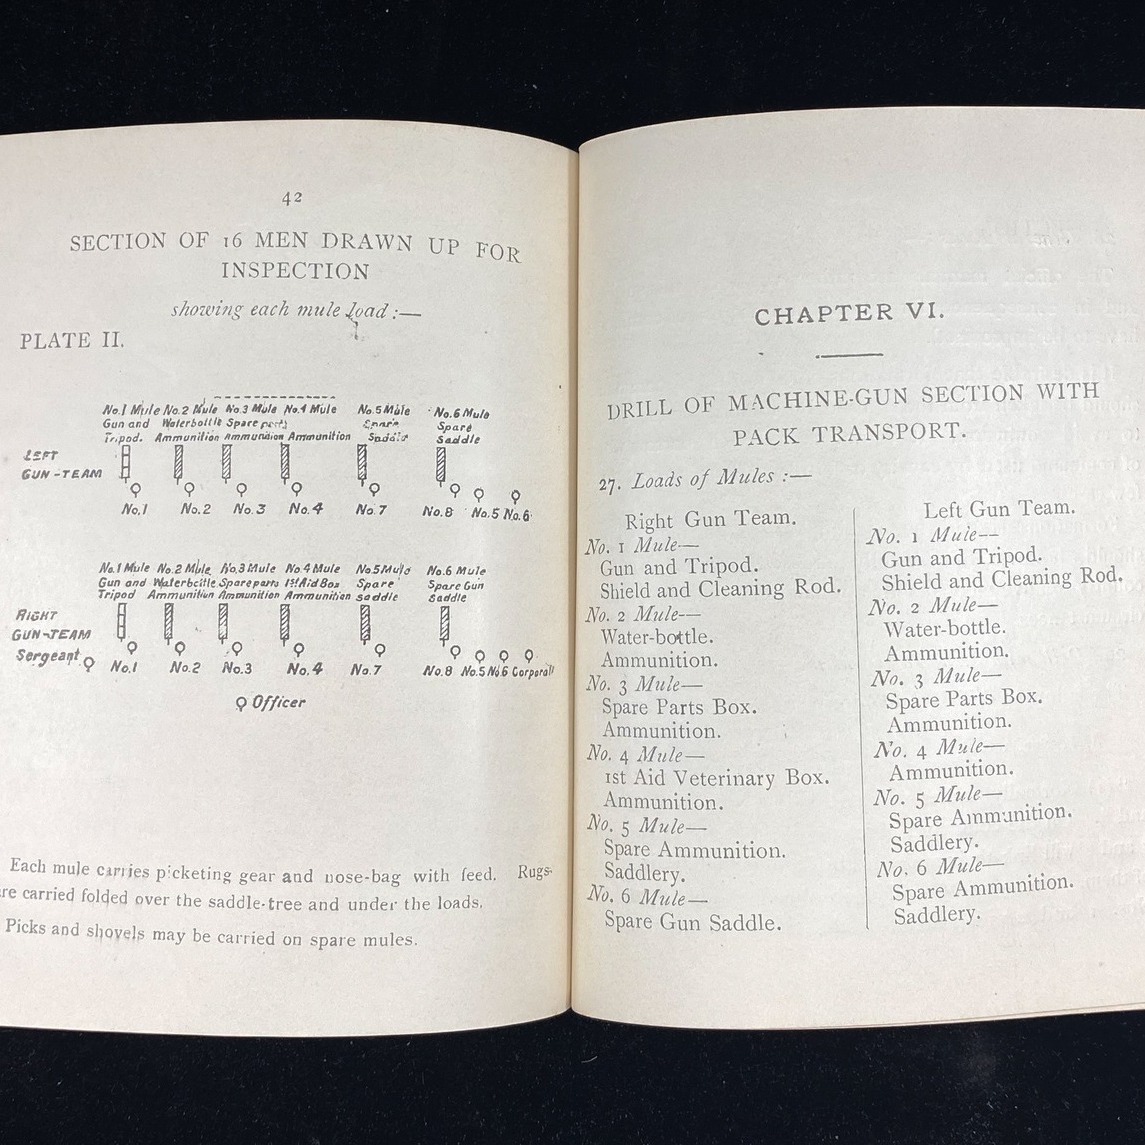 42
SECTION OF 16 MEN DRAWN UP FOR
INSPECTION
showing each mule load :—
PLATE II.
No.1 Mule No.2 Mule No.3 Mule No.4 Mule No.5 Mule No.6 Mule
Gun and Waterbottle Spare parts Spare Spare
Tripod. Ammunition Ammunition Ammunition Saddle Saddle
LEFT
GUN-TEAM
No.1 No.2 No.3 No.4 No.7 No.8 No.5 No.6
No.1 Mule No.2 Mule No.3 Mule No.4 Mule No.5 Mule No.6 Mule
Gun and Waterbottle Spare parts 1st Aid Box Spare Spare Gun
Tripod Ammunition Ammunition Ammunition saddle Saddle
RIGHT
GUN-TEAM
Sergeant
No.1 No.2 No.3 No.4 No.7 No.8 No.5 No.6 Corporal
Officer
Each mule carries picketing gear and nose-bag with feed. Rugs
are carried folded over the saddle-tree and under the loads.
Picks and shovels may be carried on spare mules.
CHAPTER VI.
DRILL OF MACHINE-GUN SECTION WITH
PACK TRANSPORT.
27. Loads of Mules :—
Right Gun Team.
No. 1 Mule—
Gun and Tripod.
Shield and Cleaning Rod.
No. 2 Mule—
Water-bottle.
Ammunition.
No. 3 Mule—
Spare Parts Box.
Ammunition.
No. 4 Mule—
1st Aid Veterinary Box.
Ammunition.
No. 5 Mule—
Spare Ammunition.
Saddlery.
No. 6 Mule—
Spare Gun Saddle.
Left Gun Team.
No. 1 Mule—
Gun and Tripod.
Shield and Cleaning Rod.
No. 2 Mule—
Water-bottle.
Ammunition.
No. 3 Mule—
Spare Parts Box.
Ammunition.
No. 4 Mule—
Ammunition.
No. 5 Mule—
Spare Ammunition.
Saddlery.
No. 6 Mule—
Spare Ammunition.
Saddlery.